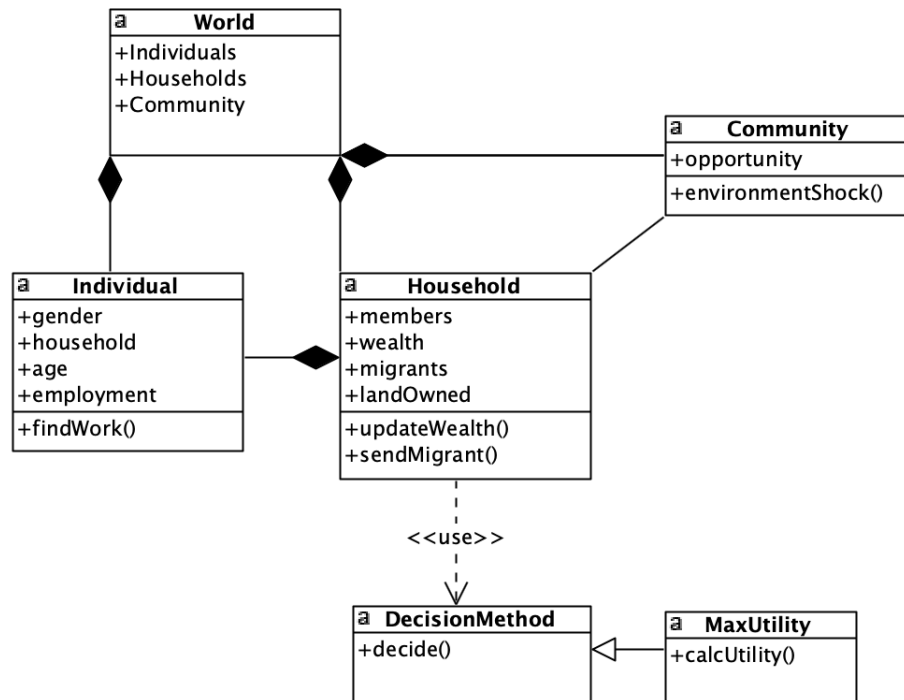 a World
+Individuals
+Households
+Community
a Community
+opportunity
+environmentShock()
a Individual
+gender
+household
+age
+employment
+findWork()
a Household
+members
+wealth
+migrants
+landOwned
+updateWealth()
+sendMigrant()
<<use>>
a DecisionMethod
+decide()
a MaxUtility
+calcUtility()